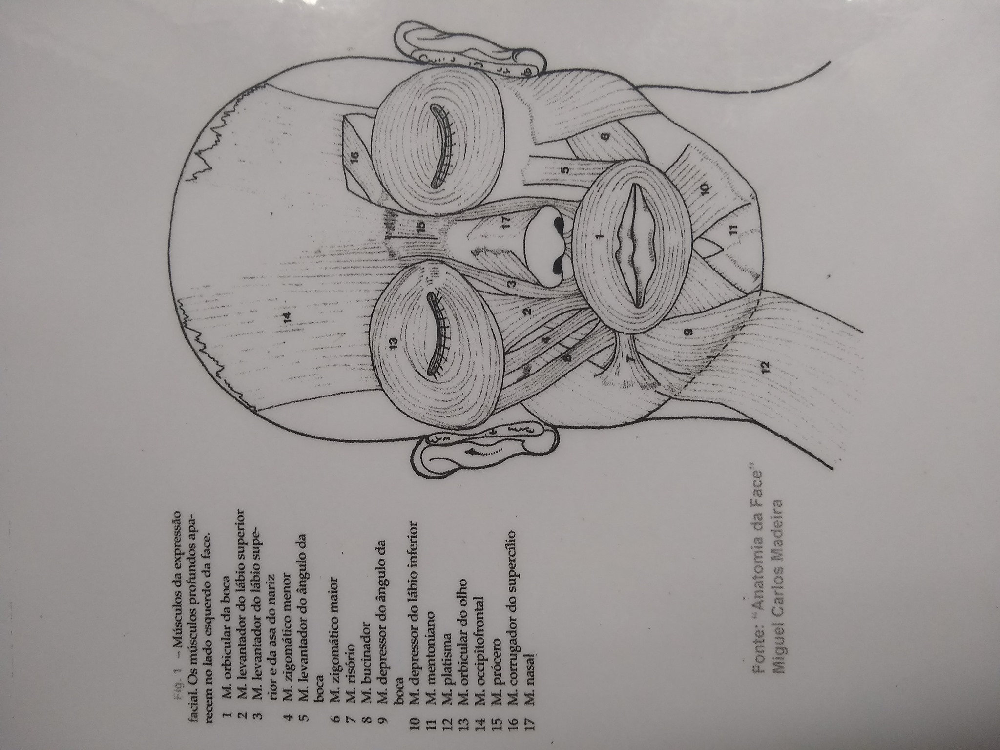 Fig. 1 – Músculos da expressão
facial. Os músculos profundos apa-
recem no lado esquerdo da face.
1 M. orbicular da boca
2 M. levantador do lábio superior
3 M. levantador do lábio supe-
rior e da asa do nariz
4 M. zigomático menor
5 M. levantador do ângulo da
boca
6 M. zigomático maior
7 M. risório
8 M. bucinador
9 M. depressor do ângulo da
boca
10 M. depressor do lábio inferior
11 M. mentoniano
12 M. platisma
13 M. orbicular do olho
14 M. occipitofrontal
15 M. prócero
16 M. corrugador do supercílio
17 M. nasal
14
16
13
15
17
3
2
5
8
4
6
1
7
10
9
11
12
Fonte: “Anatomia da Face”
Miguel Carlos Madeira